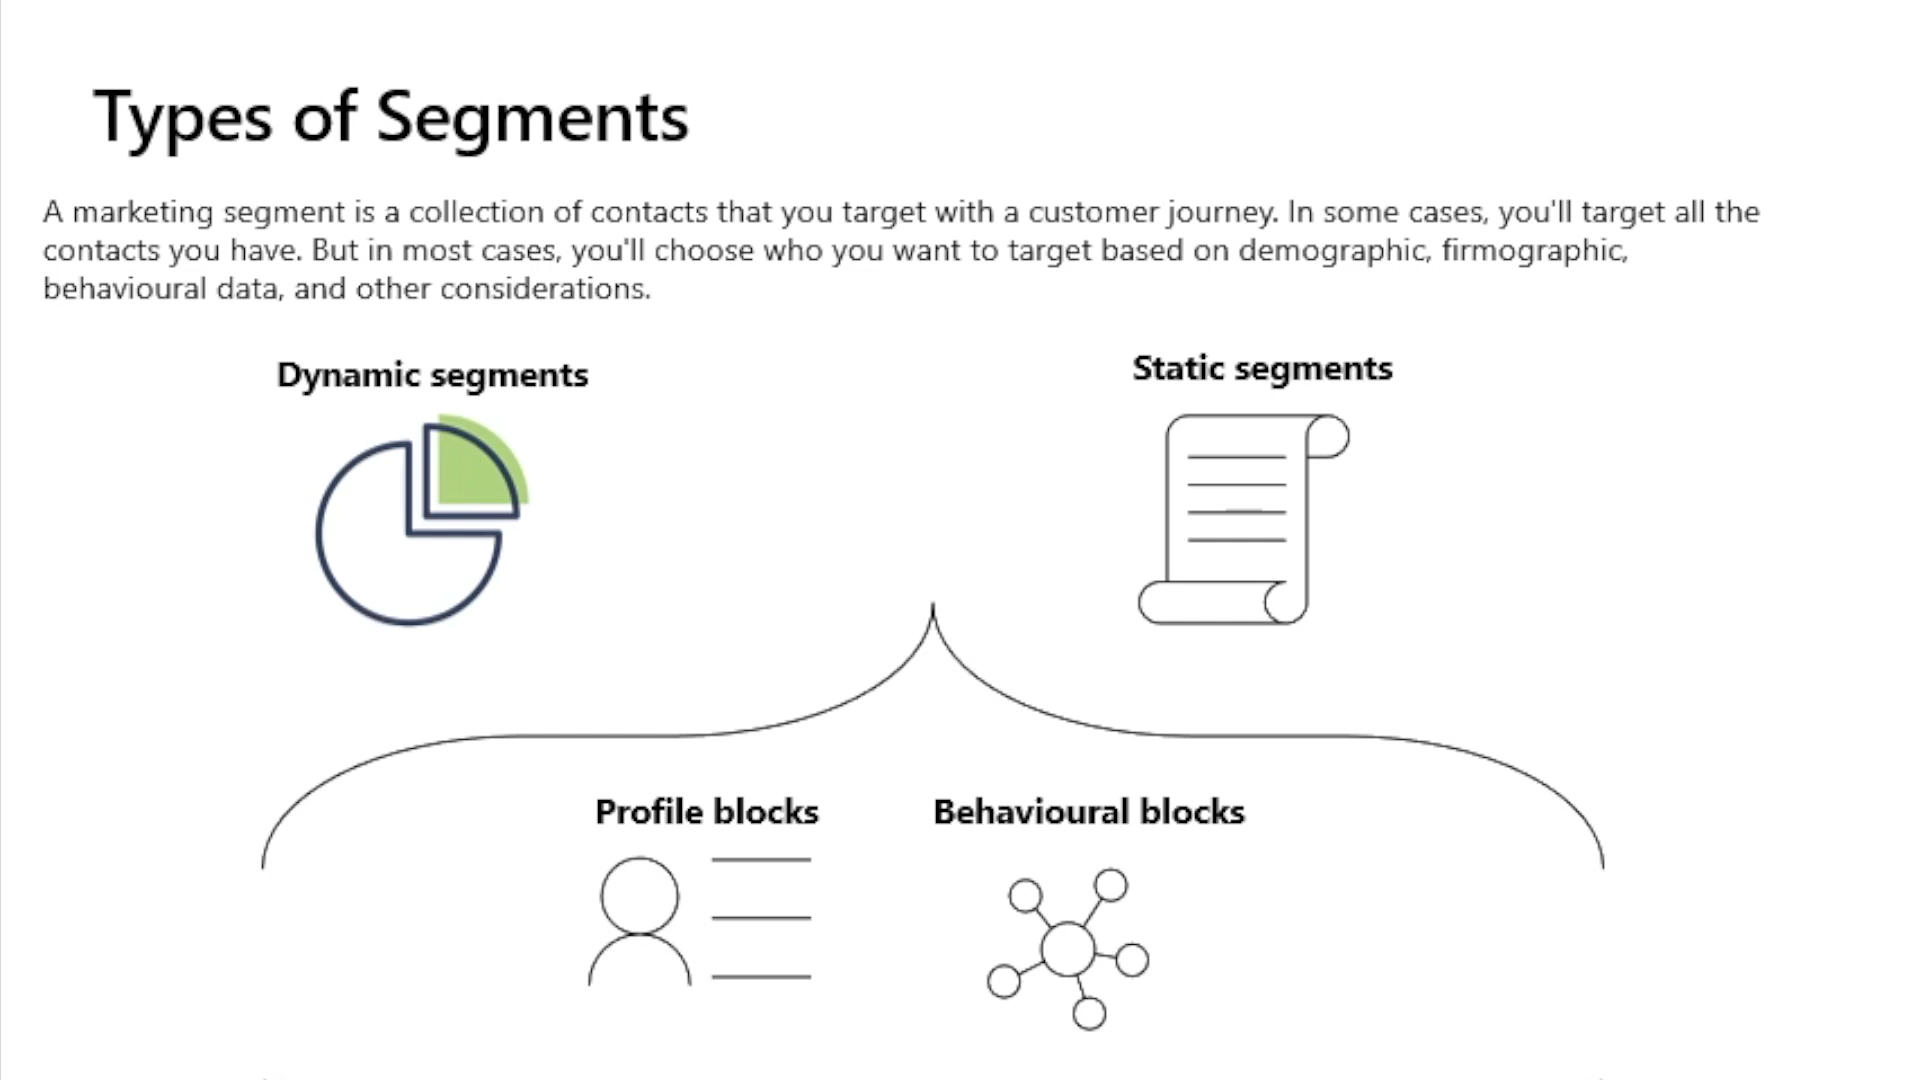 Types of Segments
A marketing segment is a collection of contacts that you target with a customer journey. In some cases, you'll target all the
contacts you have. But in most cases, you'll choose who you want to target based on demographic, firmographic,
behavioural data, and other considerations.
Dynamic segments
Static segments
Profile blocks
Behavioural blocks